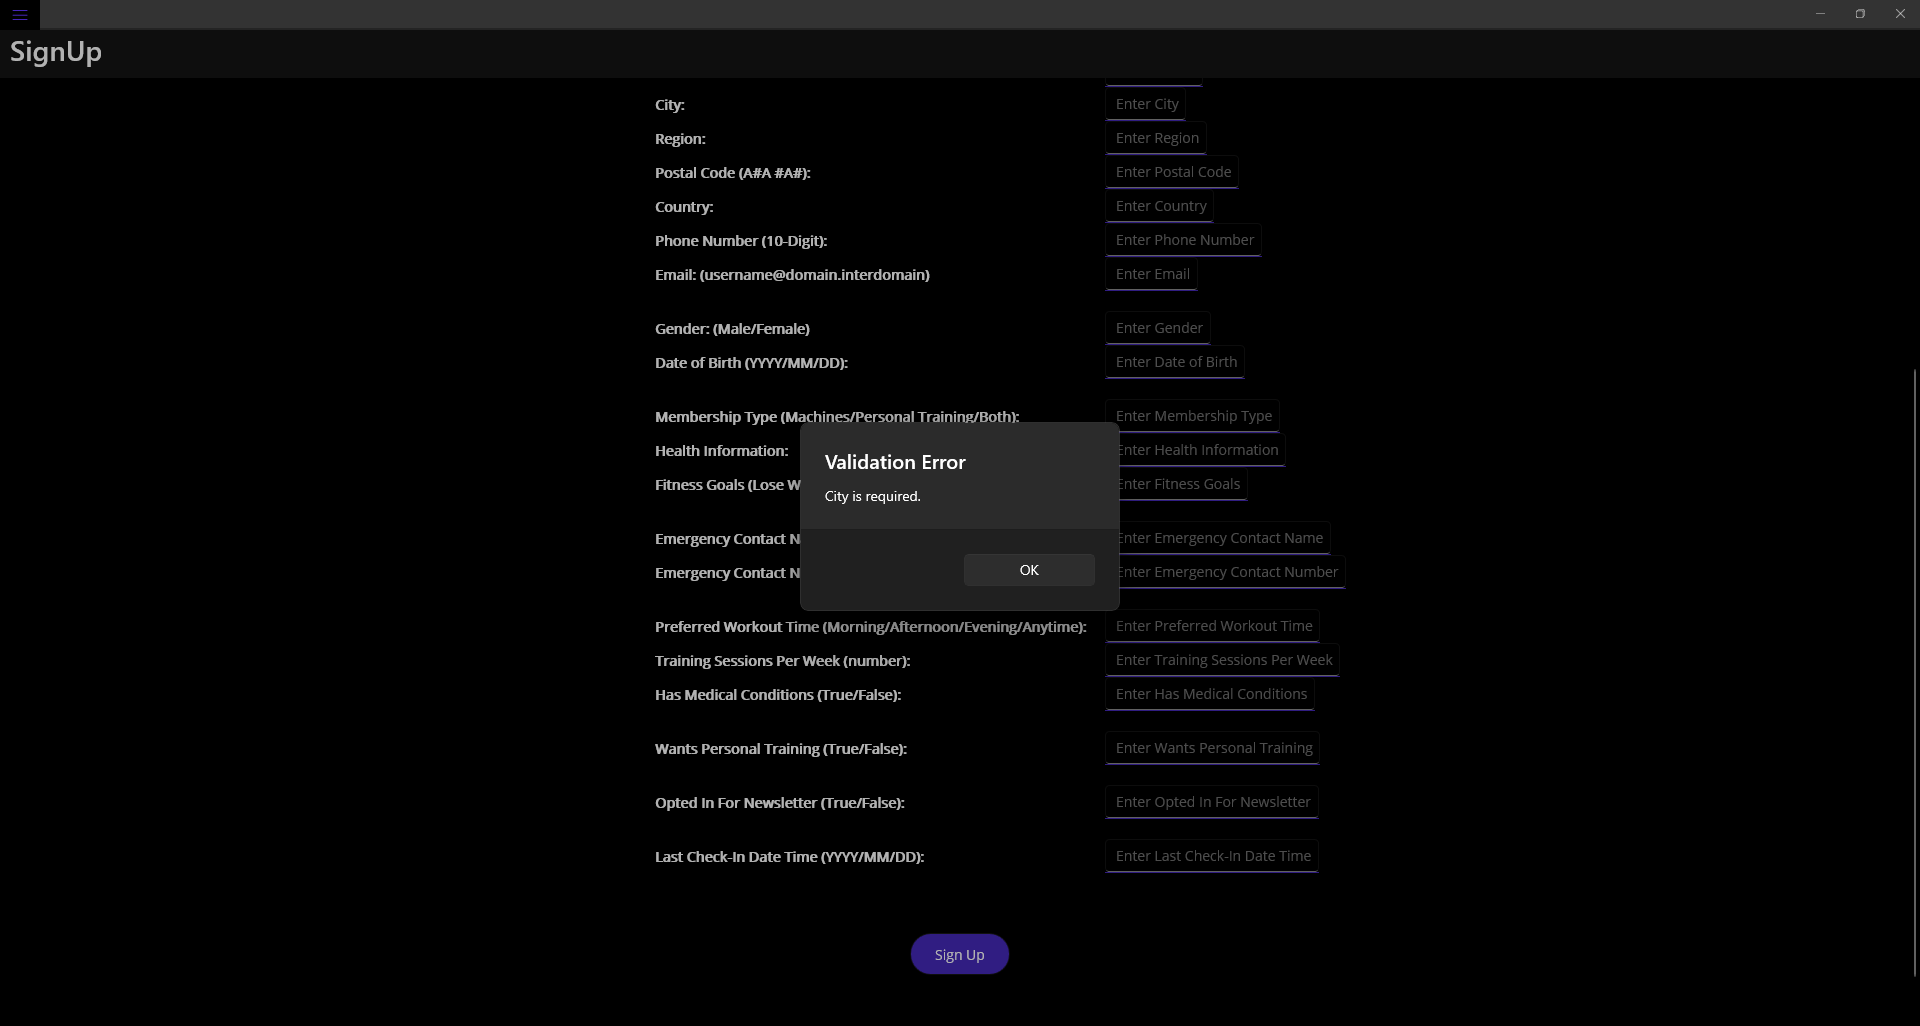 SignUp
City: Enter City
Region: Enter Region
Postal Code (A#A #A#): Enter Postal Code
Country: Enter Country
Phone Number (10-Digit): Enter Phone Number
Email: (username@domain.interdomain) Enter Email
Gender: (Male/Female) Enter Gender
Date of Birth (YYYY/MM/DD): Enter Date of Birth
Membership Type (Machines/Personal Training/Both): Enter Membership Type
Health Information: Enter Health Information
Fitness Goals (Lose W Enter Fitness Goals
Validation Error
City is required.
OK
Emergency Contact N Enter Emergency Contact Name
Emergency Contact N Enter Emergency Contact Number
Preferred Workout Time (Morning/Afternoon/Evening/Anytime): Enter Preferred Workout Time
Training Sessions Per Week (number): Enter Training Sessions Per Week
Has Medical Conditions (True/False): Enter Has Medical Conditions
Wants Personal Training (True/False): Enter Wants Personal Training
Opted In For Newsletter (True/False): Enter Opted In For Newsletter
Last Check-In Date Time (YYYY/MM/DD): Enter Last Check-In Date Time
Sign Up